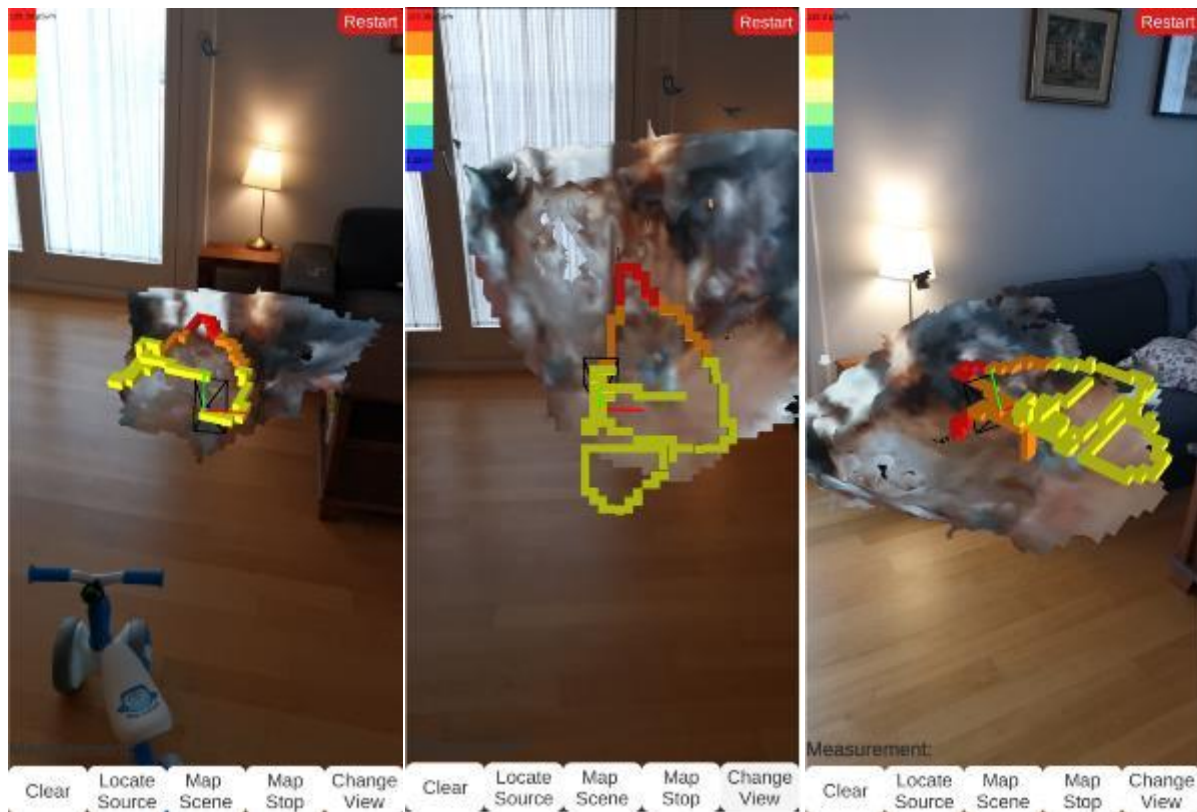 Restart
Measurement:
Clear
Locate
Source
Map
Scene
Map
Stop
Change
View
Restart
Clear
Locate
Source
Map
Scene
Map
Stop
Change
View
Restart
Measurement:
Clear
Locate
Source
Map
Scene
Map
Stop
Change
View